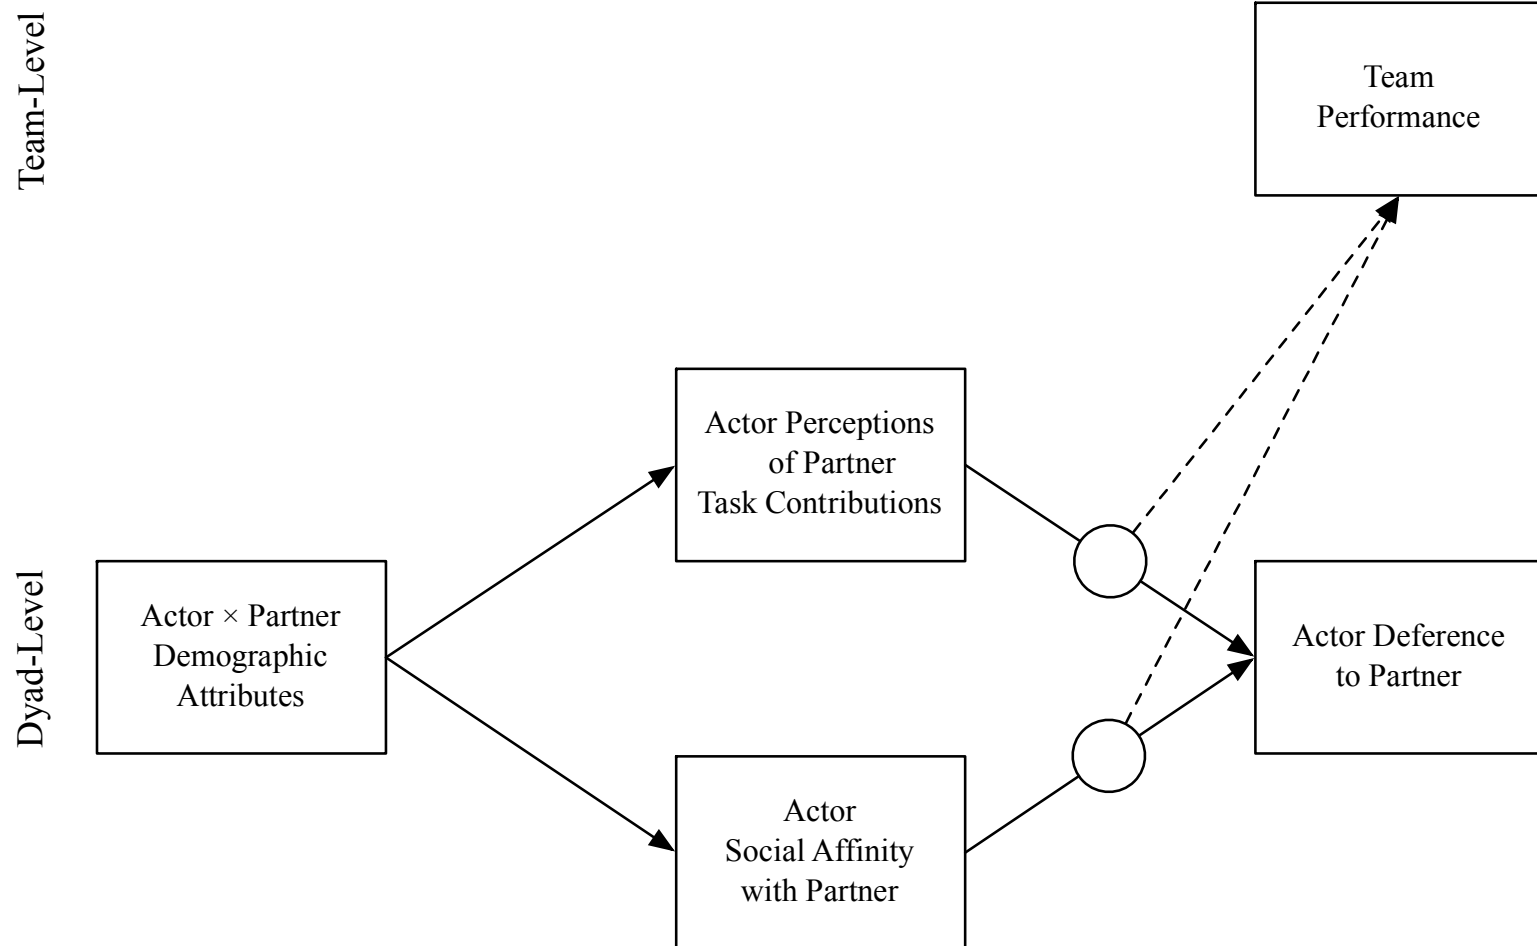 Team-Level
Team
Performance
Actor Perceptions
of Partner
Task Contributions
Dyad-Level
Actor × Partner
Demographic
Attributes
Actor Deference
to Partner
Actor
Social Affinity
with Partner